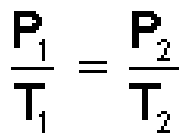 P₁/T₁ = P₂/T₂